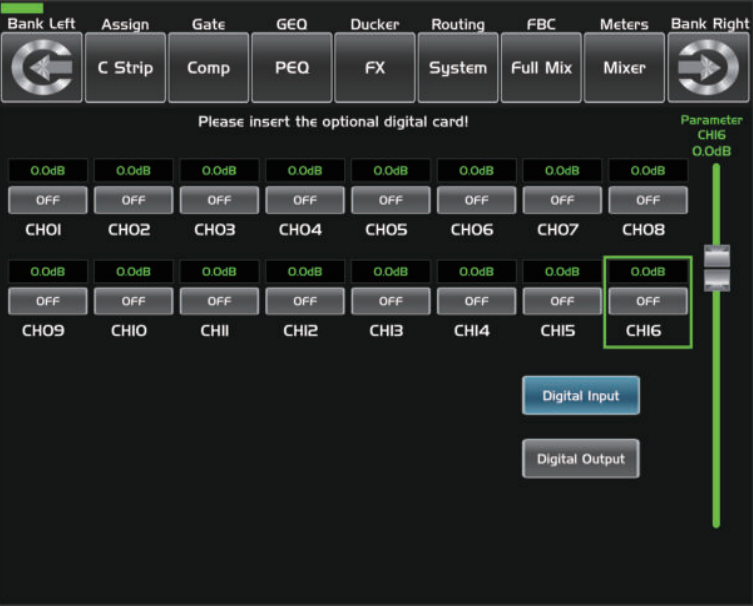 Bank Left Assign Gate GEQ Ducker Routing FBC Meters Bank Right
C Strip Comp PEQ FX System Full Mix Mixer
Please insert the optional digital card!
Parameter
CH16
0.0dB
0.0dB 0.0dB 0.0dB 0.0dB 0.0dB 0.0dB 0.0dB 0.0dB
OFF OFF OFF OFF OFF OFF OFF OFF
CH01 CH02 CH03 CH04 CH05 CH06 CH07 CH08
0.0dB 0.0dB 0.0dB 0.0dB 0.0dB 0.0dB 0.0dB 0.0dB
OFF OFF OFF OFF OFF OFF OFF OFF
CH09 CH10 CH11 CH12 CH13 CH14 CH15 CH16
Digital Input
Digital Output